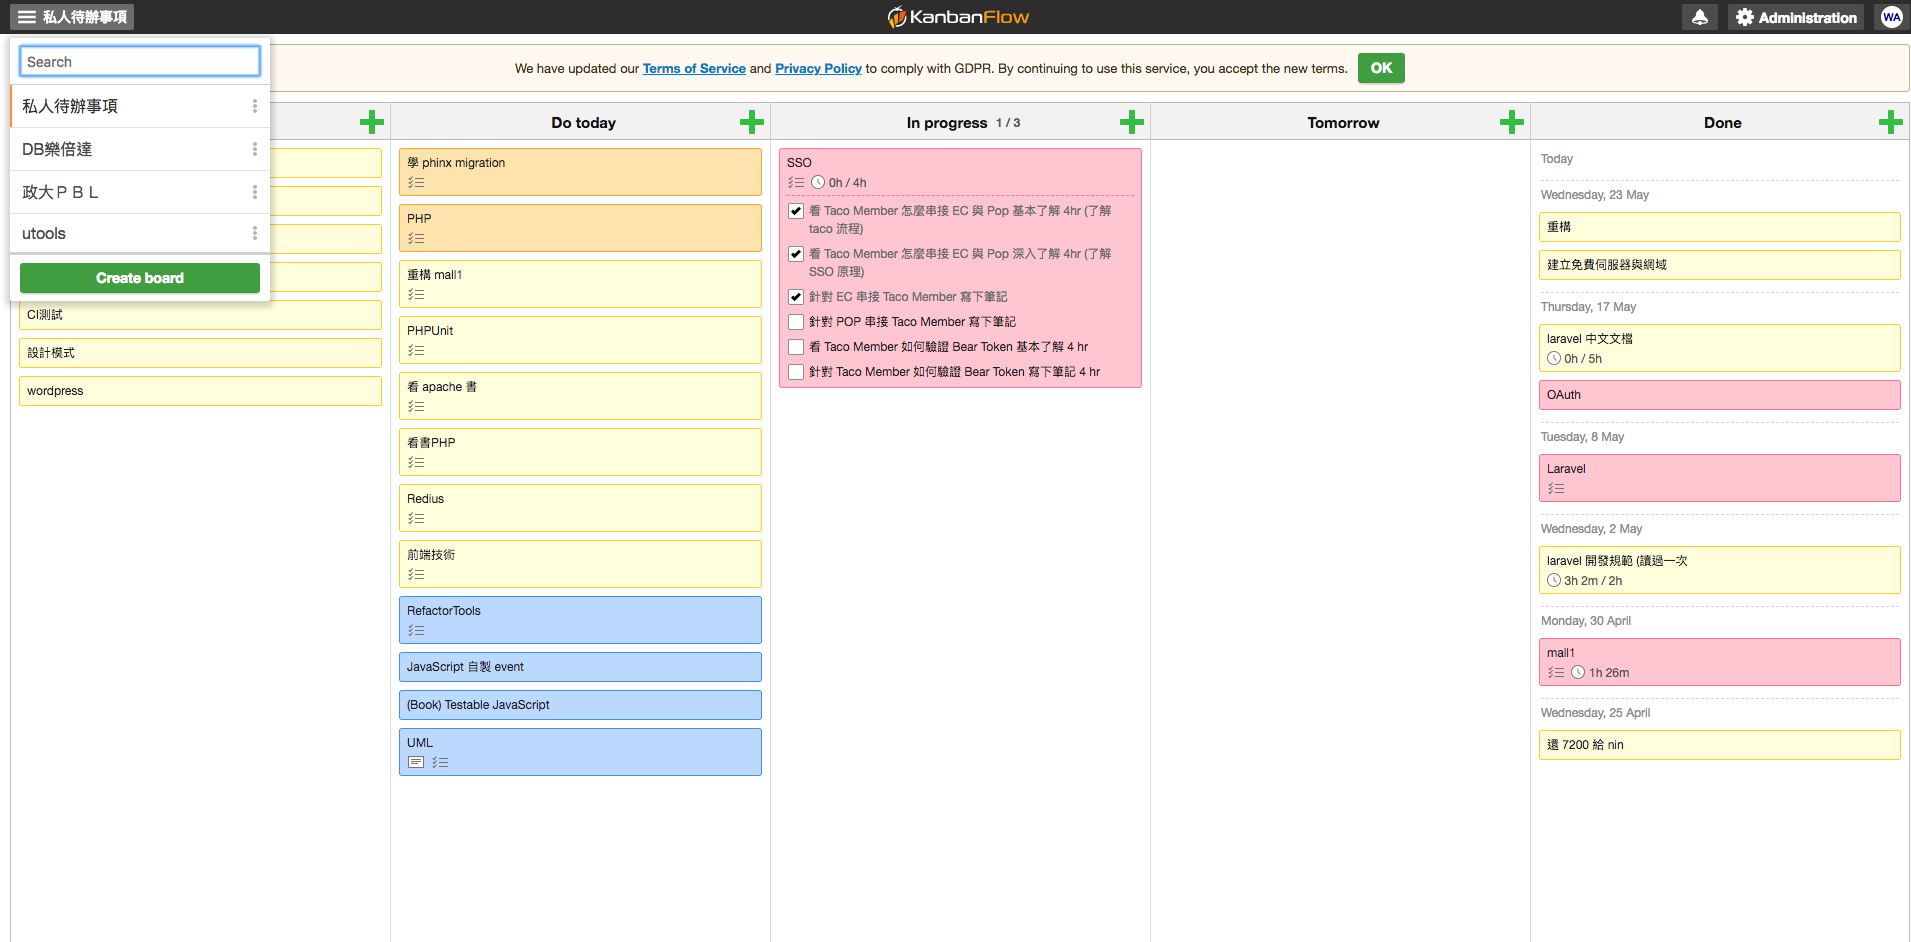 私人待辦事項
KanbanFlow
Administration
WA
Search
私人待辦事項
DB樂倍達
政大ＰＢＬ
utools
Create board
We have updated our Terms of Service and Privacy Policy to comply with GDPR. By continuing to use this service, you accept the new terms.
OK
CI測試
設計模式
wordpress
Do today
學 phinx migration
PHP
重構 mall1
PHPUnit
看 apache 書
看書PHP
Redius
前端技術
RefactorTools
JavaScript 自製 event
(Book) Testable JavaScript
UML
In progress 1 / 3
SSO
0h / 4h
看 Taco Member 怎麼串接 EC 與 Pop 基本了解 4hr (了解
taco 流程)
看 Taco Member 怎麼串接 EC 與 Pop 深入了解 4hr (了解
SSO 原理)
針對 EC 串接 Taco Member 寫下筆記
針對 POP 串接 Taco Member 寫下筆記
看 Taco Member 如何驗證 Bear Token 基本了解 4 hr
針對 Taco Member 如何驗證 Bear Token 寫下筆記 4 hr
Tomorrow
Done
Today
Wednesday, 23 May
重構
建立免費伺服器與網域
Thursday, 17 May
laravel 中文文檔
0h / 5h
OAuth
Tuesday, 8 May
Laravel
Wednesday, 2 May
laravel 開發規範 (讀過一次
3h 2m / 2h
Monday, 30 April
mall1
1h 26m
Wednesday, 25 April
還 7200 給 nin